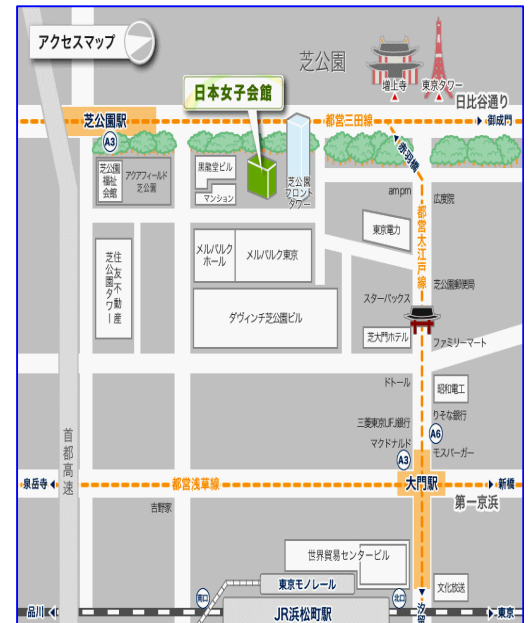 アクセスマップ
芝公園
増上寺
東京タワー
日比谷通り
日本女子会館
芝公園駅
A3
都営三田線
御成門
赤羽橋
芝公園
福祉
会館
アクアフィールド
芝公園
黒龍堂ビル
マンション
芝公園
フロント
タワー
ampm
広度院
東京電力
都営大江戸線
メルパルク
ホール
メルパルク東京
住友不動産
芝公園タワー
スターバックス
芝公園郵便局
ダヴィンチ芝公園ビル
芝大門ホテル
ファミリーマート
ドトール
昭和電工
三菱東京UFJ銀行
りそな銀行
マクドナルド
A6
モスバーガー
A3
首都高速
泉岳寺
都営浅草線
大門駅
新橋
第一京浜
吉野家
世界貿易センタービル
東京モノレール
文化放送
南口
北口
汐留
品川
JR浜松町駅
東京